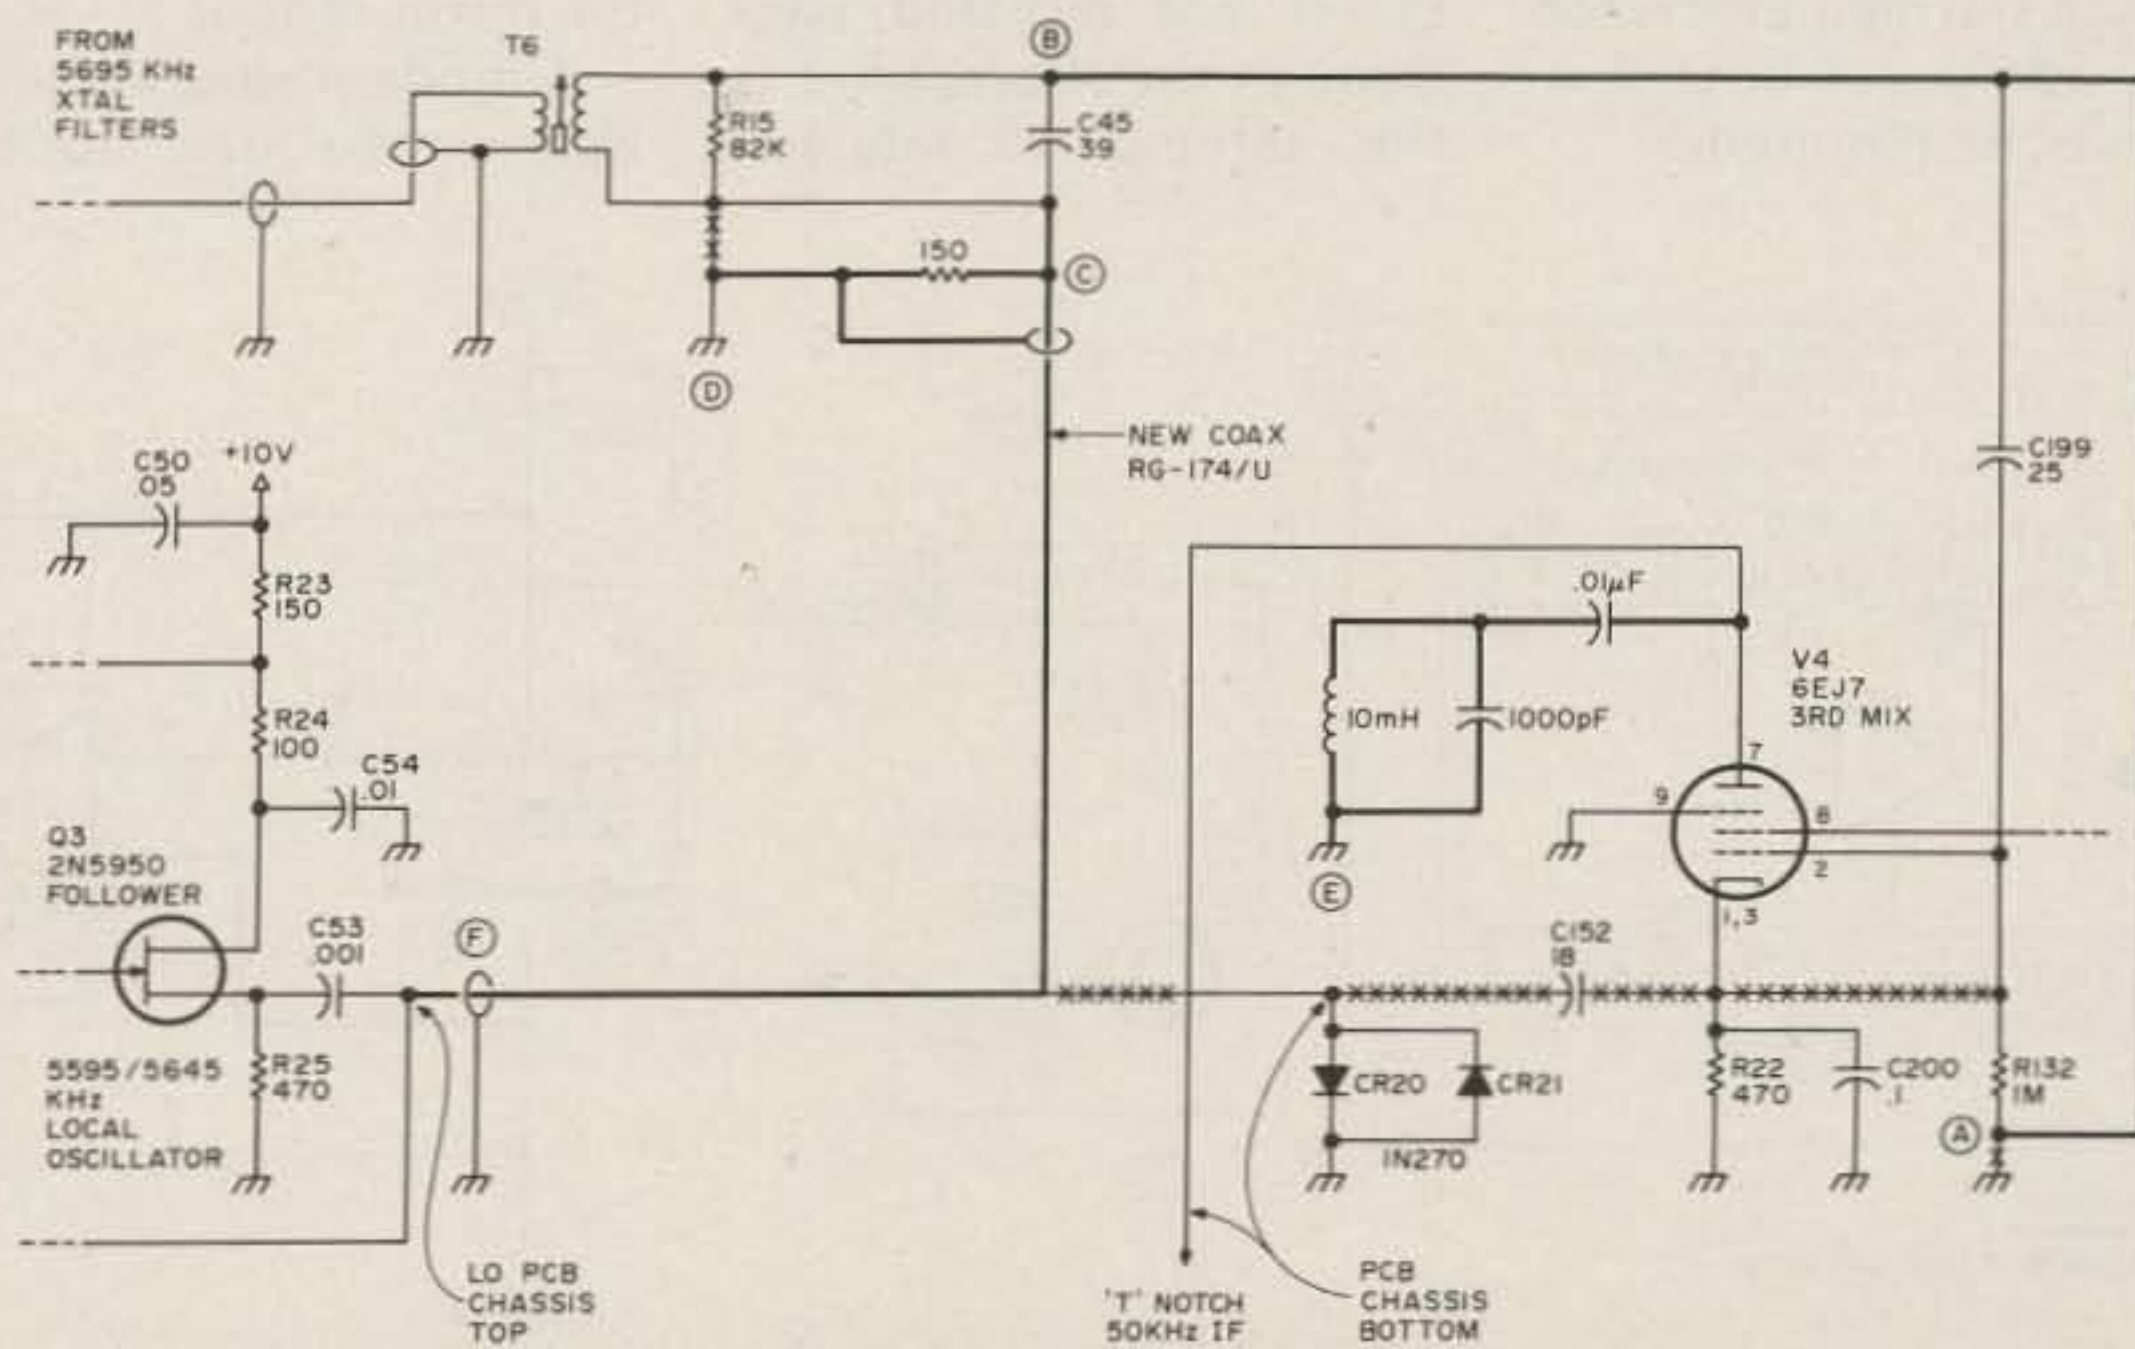 FROM
5695 KHz
XTAL
FILTERS
T6
B
R15
82K
C45
39
150
C
D
NEW COAX
RG-174/U
C199
25
C50
.05
+10V
R23
150
R24
100
C54
.01
Q3
2N5950
FOLLOWER
C53
.001
F
R25
470
5595/5645
KHz
LOCAL
OSCILLATOR
LO PCB
CHASSIS
TOP
.01µF
10mH
1000pF
E
V4
6EJ7
3RD MIX
7
9
8
2
1,3
C152
18
CR20
CR21
1N270
R22
470
C200
.1
R132
1M
A
'T' NOTCH
50KHz IF
PCB
CHASSIS
BOTTOM